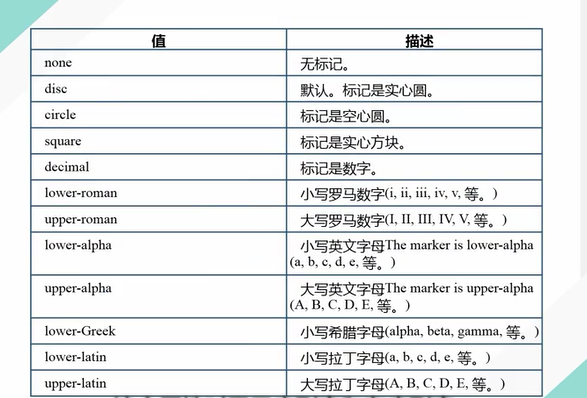 值 描述
none 无标记。
disc 默认。标记是实心圆。
circle 标记是空心圆。
square 标记是实心方块。
decimal 标记是数字。
lower-roman 小写罗马数字(i, ii, iii, iv, v, 等。)
upper-roman 大写罗马数字(I, II, III, IV, V, 等。)
lower-alpha 小写英文字母The marker is lower-alpha
(a, b, c, d, e, 等。)
upper-alpha 大写英文字母The marker is upper-alpha
(A, B, C, D, E, 等。)
lower-Greek 小写希腊字母(alpha, beta, gamma, 等。)
lower-latin 小写拉丁字母(a, b, c, d, e, 等。)
upper-latin 大写拉丁字母(A, B, C, D, E, 等。)